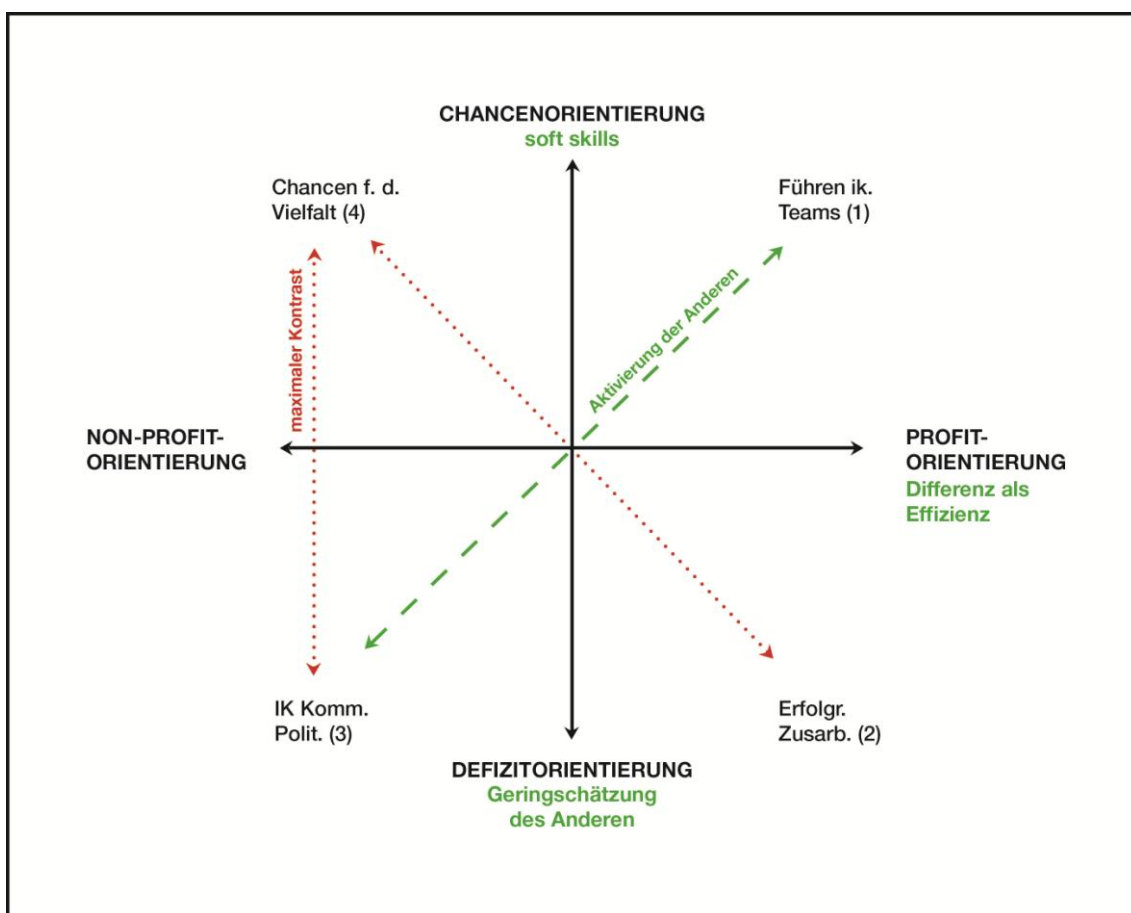 CHANCENORIENTIERUNG
soft skills
Chancen f. d.
Vielfalt (4)
Führen ik.
Teams (1)
maximaler Kontrast
Aktivierung der Anderen
NON-PROFIT-
ORIENTIERUNG
PROFIT-
ORIENTIERUNG
Differenz als
Effizienz
IK Komm.
Polit. (3)
Erfolgr.
Zusarb. (2)
DEFIZITORIENTIERUNG
Geringschätzung
des Anderen